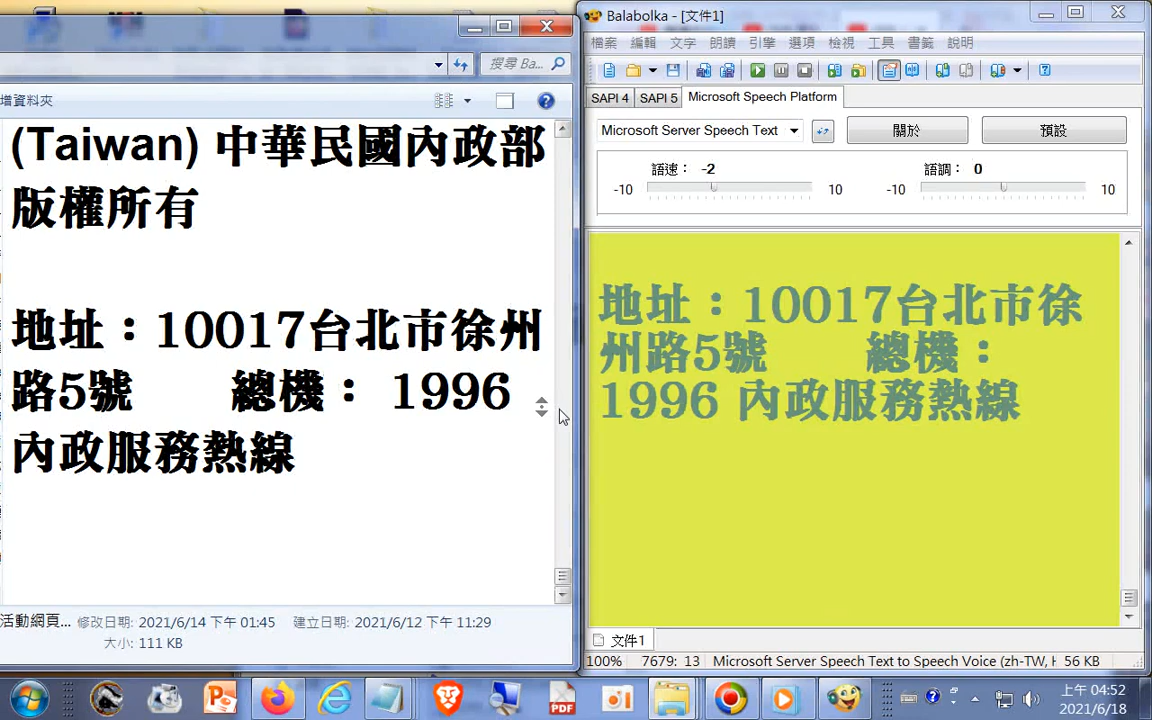 搜尋 Ba...
增資料夾
(Taiwan) 中華民國內政部
版權所有
地址：10017台北市徐州
路5號 總機： 1996
內政服務熱線
活動網頁... 修改日期: 2021/6/14 下午 01:45 建立日期: 2021/6/12 下午 11:29
大小: 111 KB
Balabolka - [文件1]
檔案 編輯 文字 朗讀 引擎 選項 檢視 工具 書籤 說明
SAPI 4 SAPI 5 Microsoft Speech Platform
Microsoft Server Speech Text 關於 預設
語速： -2 語調： 0
-10 10 -10 10
地址：10017台北市徐
州路5號 總機：
1996 內政服務熱線
文件1
100% 7679: 13 Microsoft Server Speech Text to Speech Voice (zh-TW, H 56 KB
上午 04:52
2021/6/18